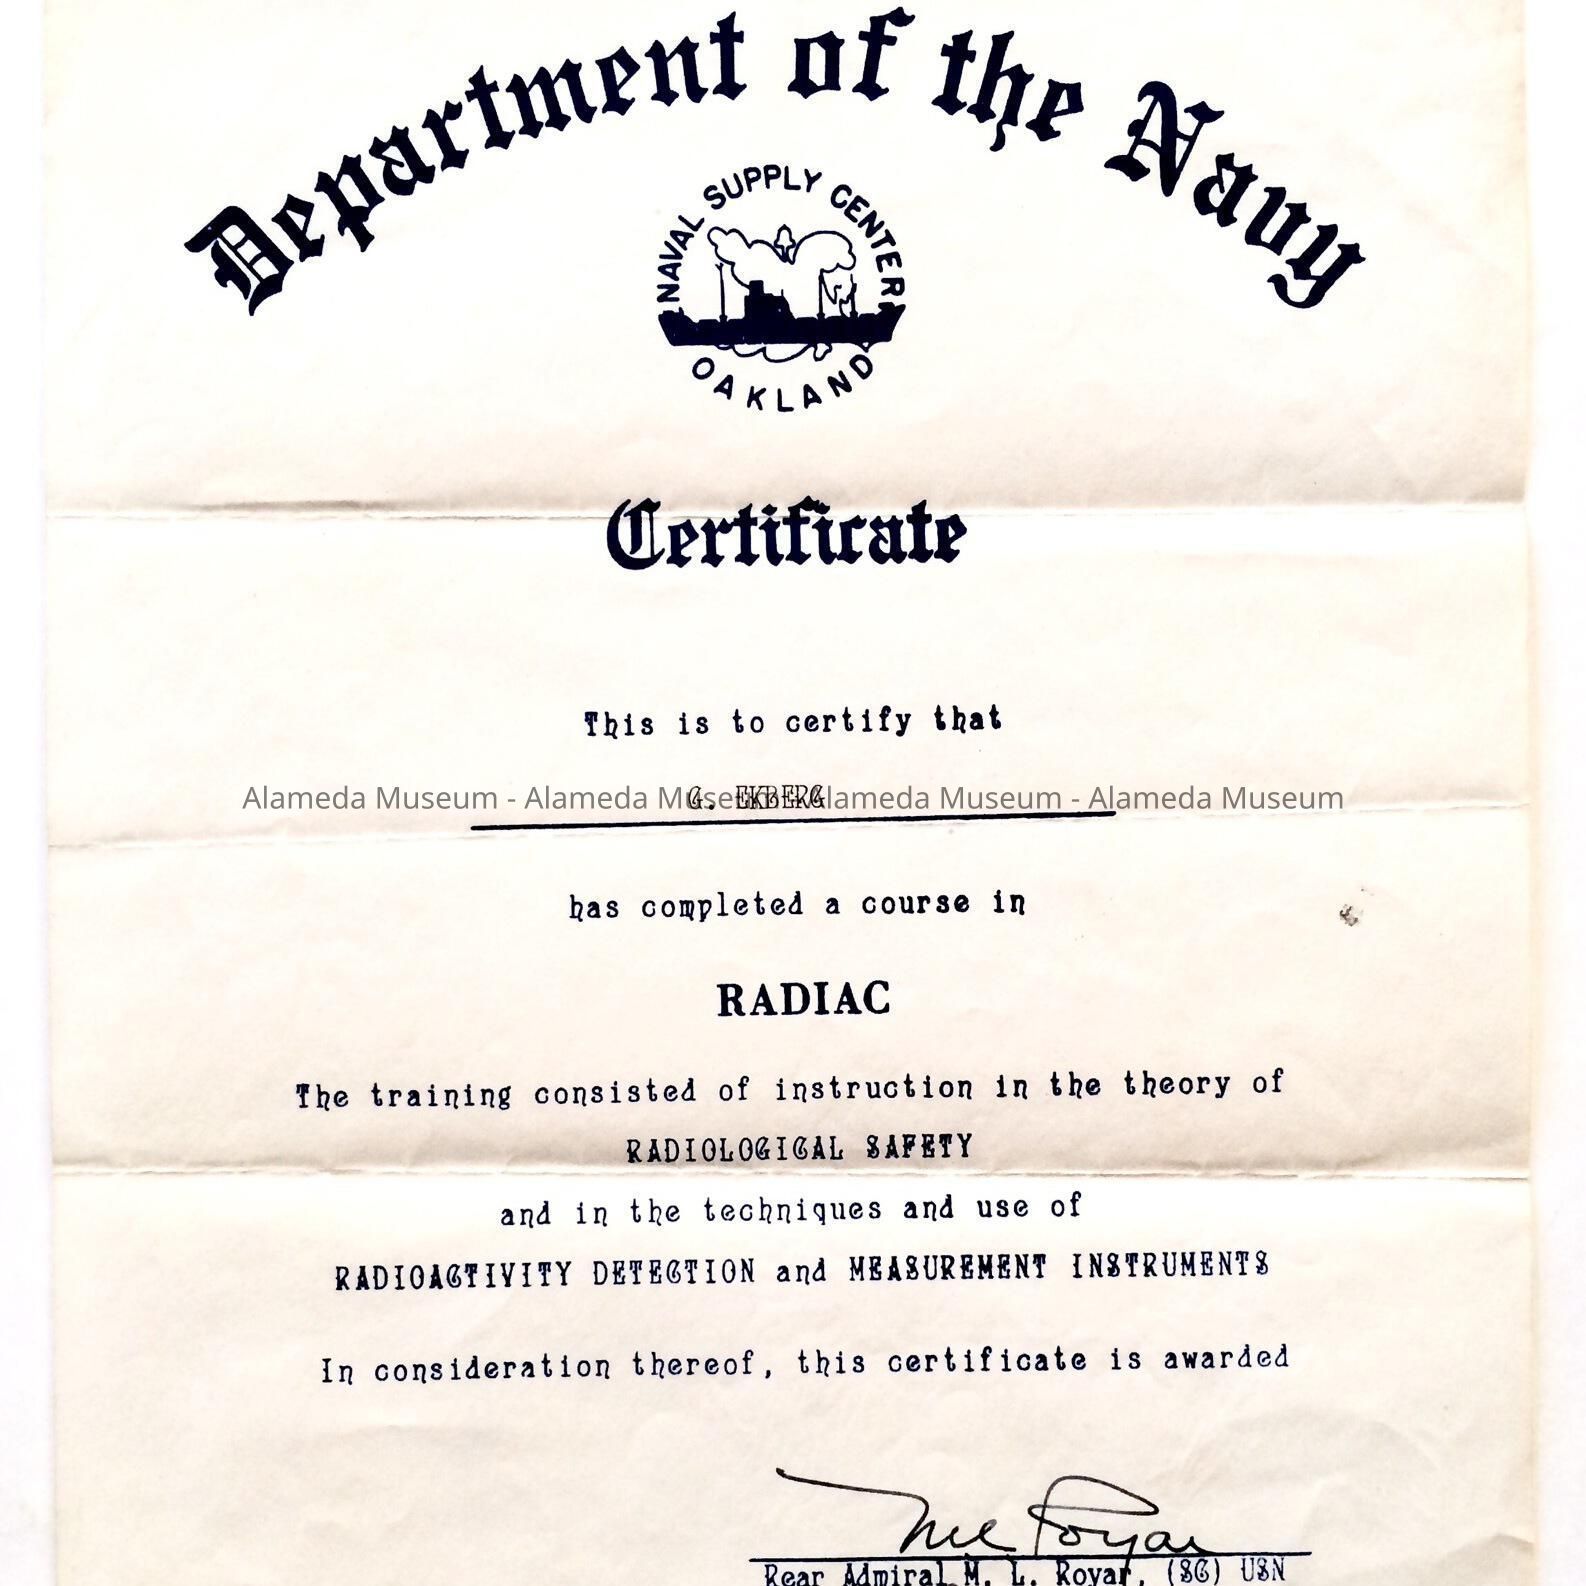 Department of the Navy
NAVAL SUPPLY CENTER
OAKLAND
Certificate
This is to certify that
G. EKBERG
Alameda Museum - Alameda Museum - Alameda Museum - Alameda Museum
has completed a course in
RADIAC
The training consisted of instruction in the theory of
RADIOLOGICAL SAFETY
and in the techniques and use of
RADIOACTIVITY DETECTION and MEASUREMENT INSTRUMENTS
In consideration thereof, this certificate is awarded
ML Royar
Rear Admiral M. L. Royar, (SC) USN